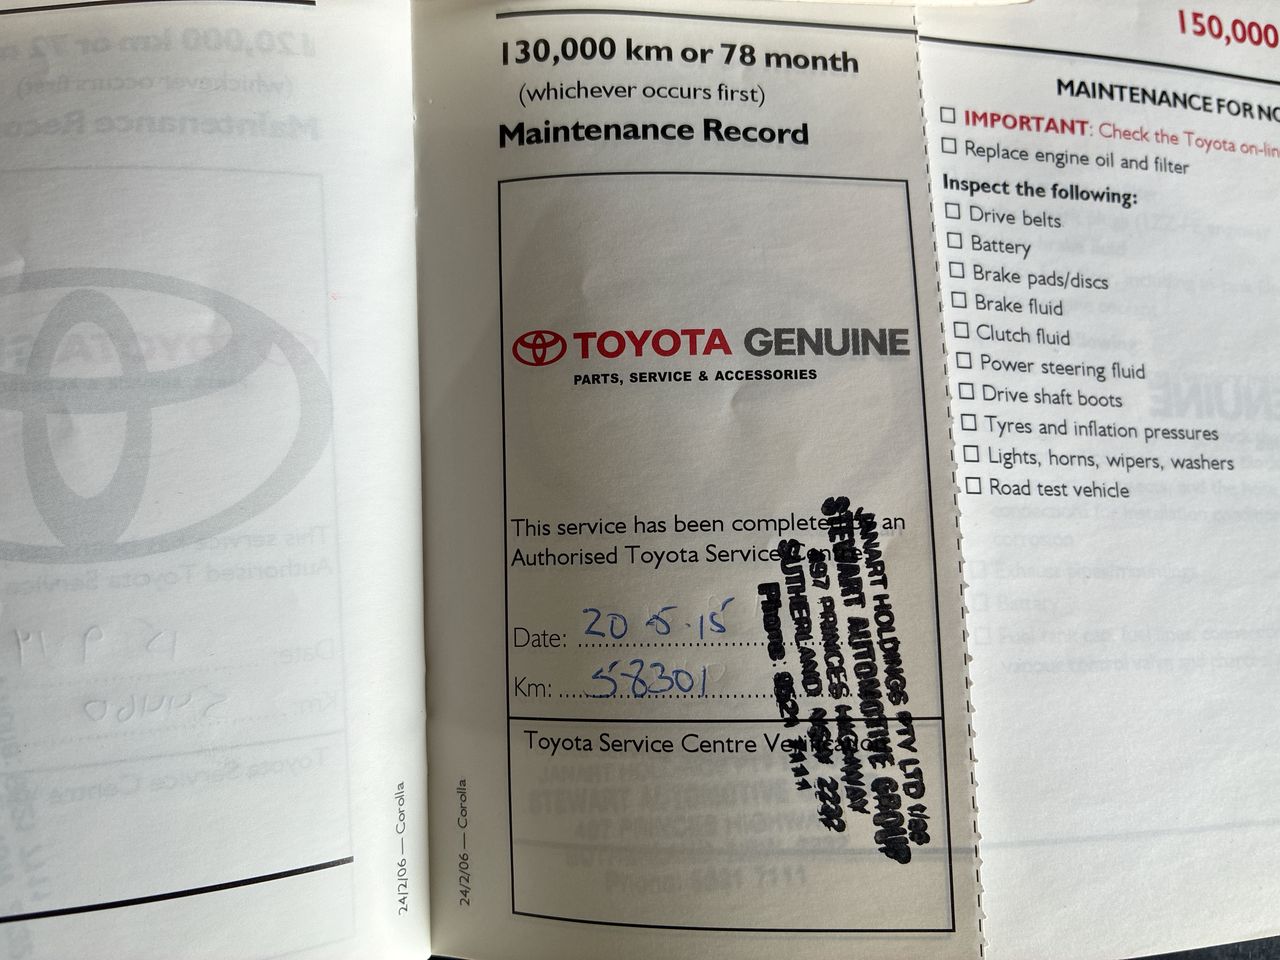 130,000 km or 78 month
(whichever occurs first)
Maintenance Record
TOYOTA GENUINE
PARTS, SERVICE & ACCESSORIES
This service has been completed by an
Authorised Toyota Service Centre
Date: 20.5.15
Km: 58301
Toyota Service Centre Verification
JANART HOLDINGS PTY LTD t/as
STEWART AUTOMOTIVE GROUP
497 PRINCES HIGHWAY
SUTHERLAND NSW 2232
Phone: 9521 7111
24/2/06 — Corolla
24/2/06 — Corolla
150,000
MAINTENANCE FOR
☐ IMPORTANT: Check the Toyota on-lin
☐ Replace engine oil and filter
Inspect the following:
☐ Drive belts
☐ Battery
☐ Brake pads/discs
☐ Brake fluid
☐ Clutch fluid
☐ Power steering fluid
☐ Drive shaft boots
☐ Tyres and inflation pressures
☐ Lights, horns, wipers, washers
☐ Road test vehicle